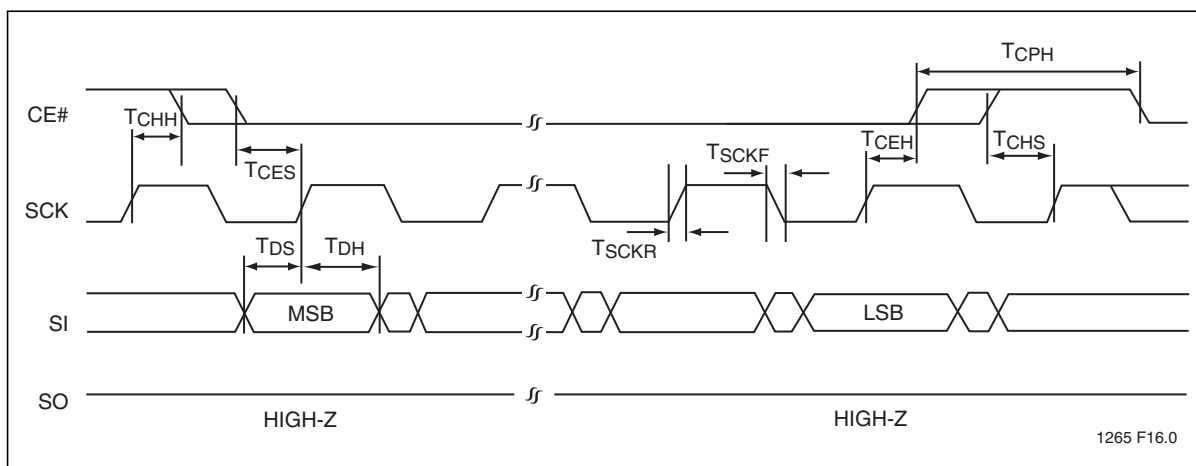 TCPH
CE#
TCHH
TCES
TSCKF
TCEH
TCHS
SCK
TSCKR
TDS
TDH
SI
MSB
LSB
SO
HIGH-Z
HIGH-Z
1265 F16.0